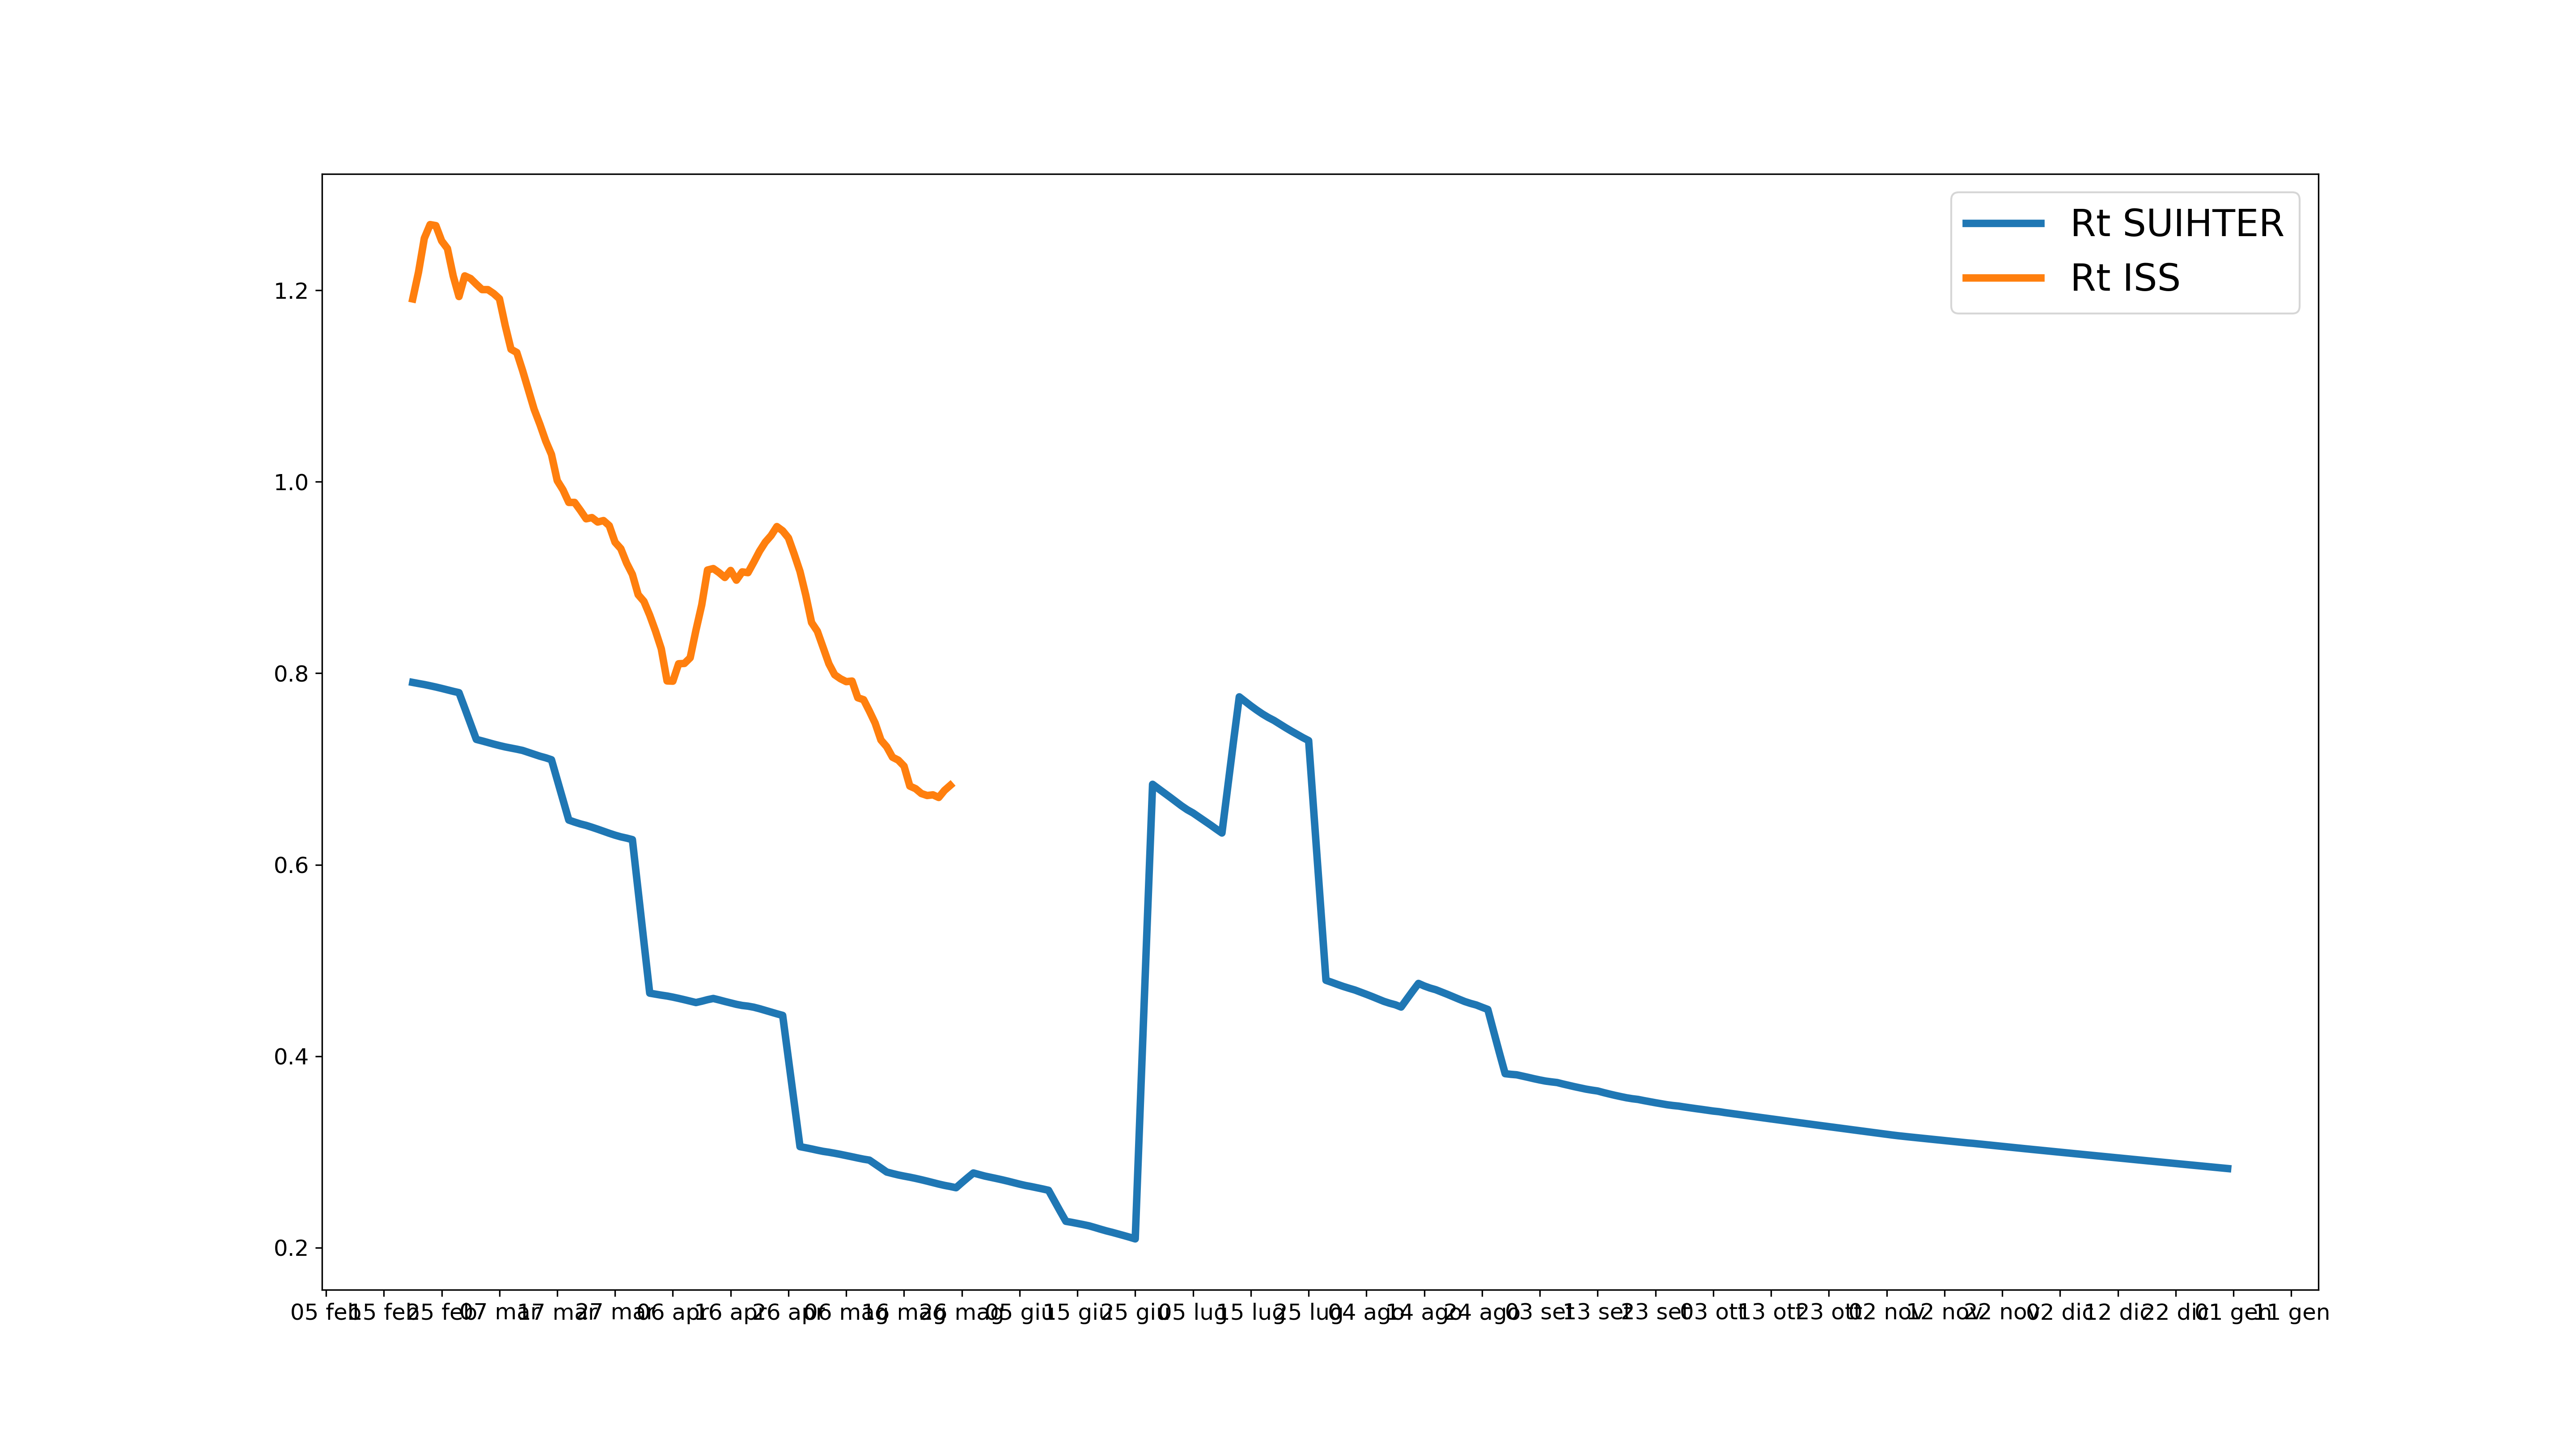 Rt SUIHTER
Rt ISS
1.2
1.0
0.8
0.6
0.4
0.2
05 feb 15 feb 25 feb 07 mar 17 mar 27 mar 06 apr 16 apr 26 apr 06 mag 16 mag 26 mag 05 giu 15 giu 25 giu 05 lug 15 lug 25 lug 04 ago 14 ago 24 ago 03 set 13 set 23 set 03 ott 13 ott 23 ott 02 nov 12 nov 22 nov 02 dic 12 dic 22 dic 01 gen 11 gen